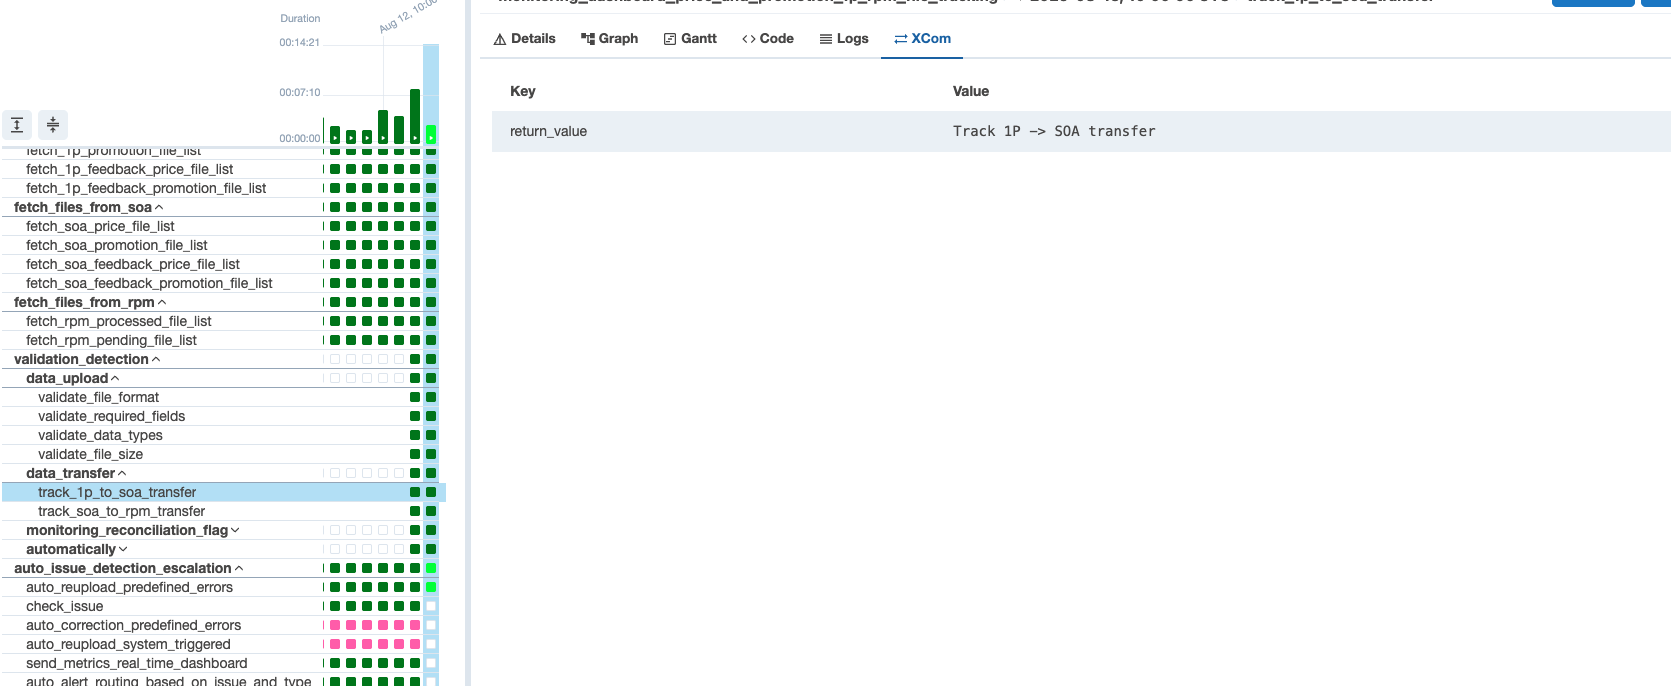 Duration
Aug 12, 10:00
00:14:21
00:07:10
00:00:00
fetch_1p_promotion_file_list
fetch_1p_feedback_price_file_list
fetch_1p_feedback_promotion_file_list
fetch_files_from_soa
fetch_soa_price_file_list
fetch_soa_promotion_file_list
fetch_soa_feedback_price_file_list
fetch_soa_feedback_promotion_file_list
fetch_files_from_rpm
fetch_rpm_processed_file_list
fetch_rpm_pending_file_list
validation_detection
data_upload
validate_file_format
validate_required_fields
validate_data_types
validate_file_size
data_transfer
track_1p_to_soa_transfer
track_soa_to_rpm_transfer
monitoring_reconciliation_flag
automatically
auto_issue_detection_escalation
auto_reupload_predefined_errors
check_issue
auto_correction_predefined_errors
auto_reupload_system_triggered
send_metrics_real_time_dashboard
auto_alert_routing_based_on_issue_and_type
Details Graph Gantt Code Logs XCom
Key Value
return_value Track 1P -> SOA transfer